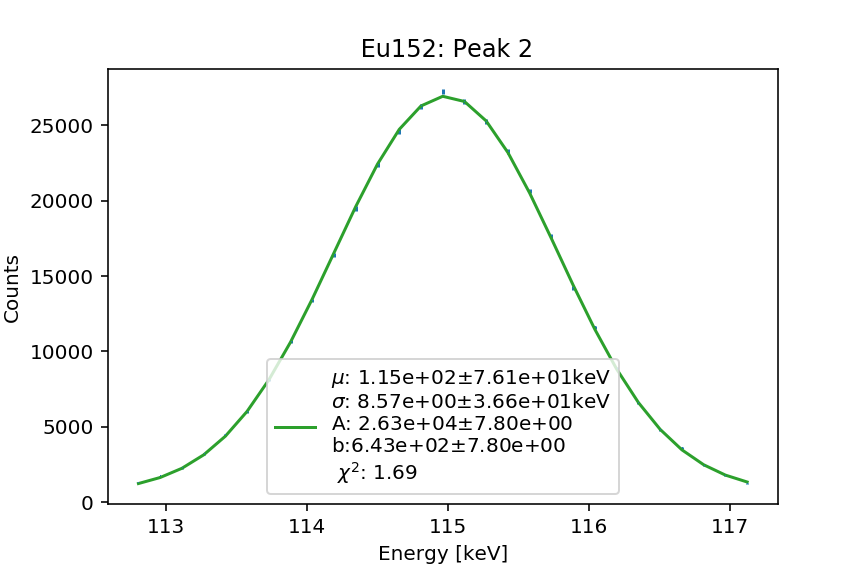 Eu152: Peak 2
25000
20000
15000
10000
5000
0
Counts
μ: 1.15e+02±7.61e+01keV
σ: 8.57e+00±3.66e+01keV
A: 2.63e+04±7.80e+00
b:6.43e+02±7.80e+00
χ²: 1.69
113 114 115 116 117
Energy [keV]